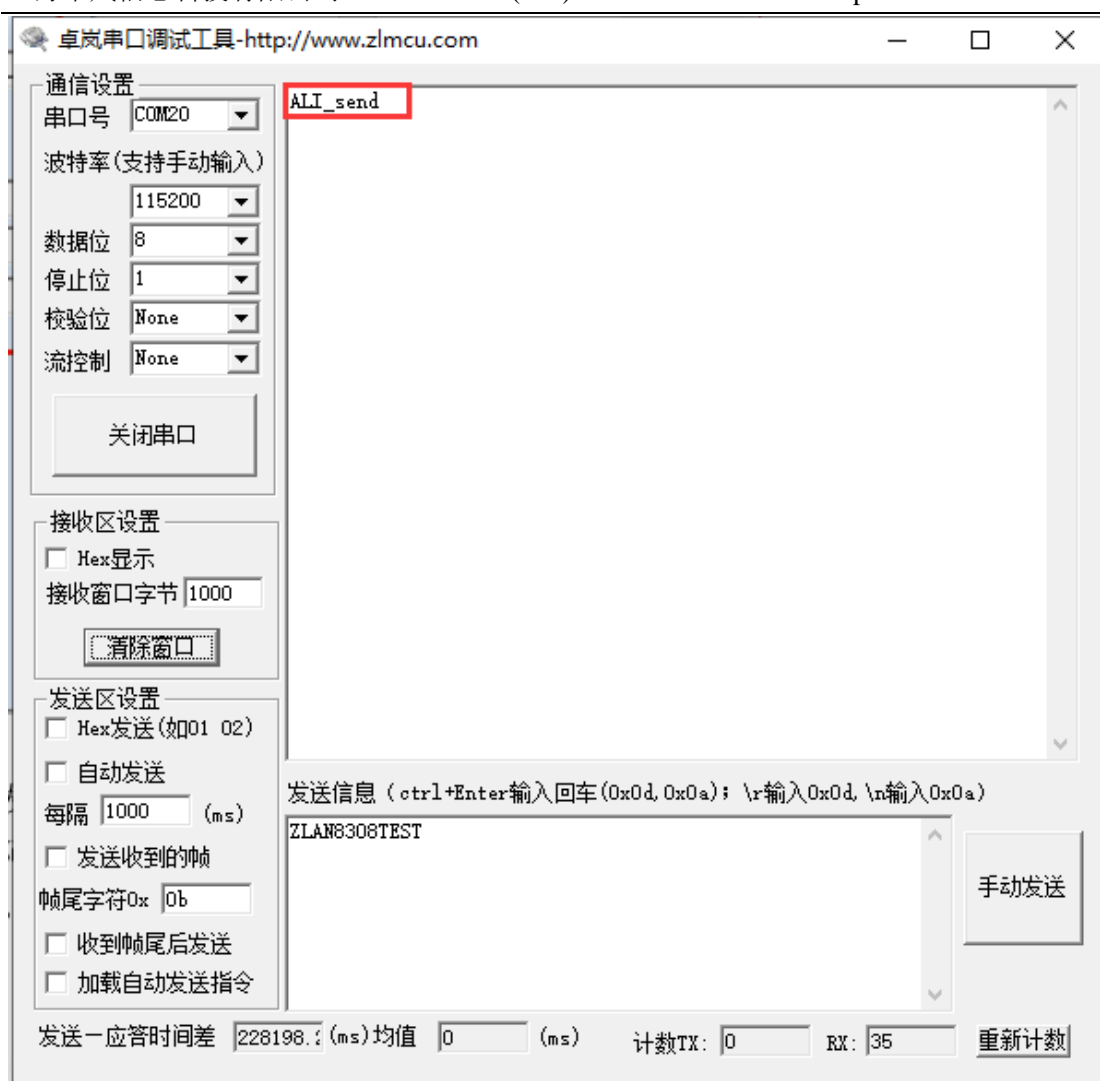 卓岚串口调试工具-http://www.zlmcu.com
通信设置
串口号 COM20
波特率(支持手动输入)
115200
数据位 8
停止位 1
校验位 None
流控制 None
关闭串口
接收区设置
Hex显示
接收窗口字节 1000
清除窗口
发送区设置
Hex发送(如01 02)
自动发送
每隔 1000 (ms)
发送收到的帧
帧尾字符0x 0b
收到帧尾后发送
加载自动发送指令
ALI_send
发送信息（ctrl+Enter输入回车(0x0d,0x0a)；\r输入0x0d,\n输入0x0a）
ZLAN8308TEST
手动发送
发送一应答时间差 228198. (ms)均值 0 (ms) 计数TX: 0 RX: 35 重新计数